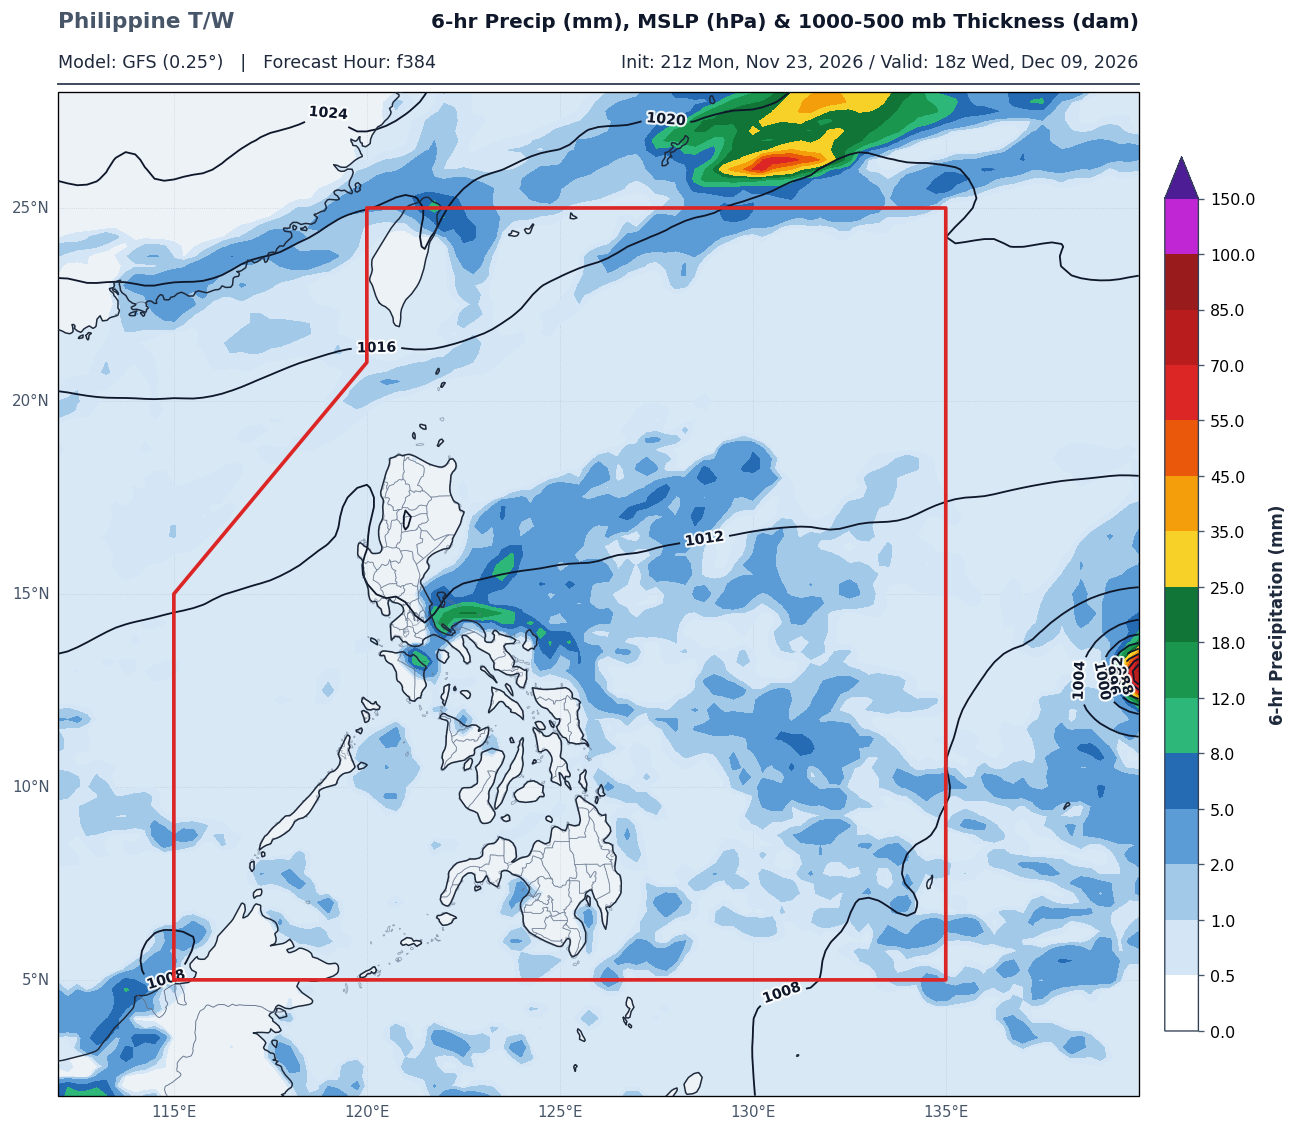 Philippine T/W
6-hr Precip (mm), MSLP (hPa) & 1000-500 mb Thickness (dam)
Model: GFS (0.25°) | Forecast Hour: f384
Init: 21z Mon, Nov 23, 2026 / Valid: 18z Wed, Dec 09, 2026
1024
1020
1016
1012
1004
1000
996
992
988
1008
1008
25°N
20°N
15°N
10°N
5°N
115°E
120°E
125°E
130°E
135°E
150.0
100.0
85.0
70.0
55.0
45.0
35.0
25.0
18.0
12.0
8.0
5.0
2.0
1.0
0.5
0.0
6-hr Precipitation (mm)